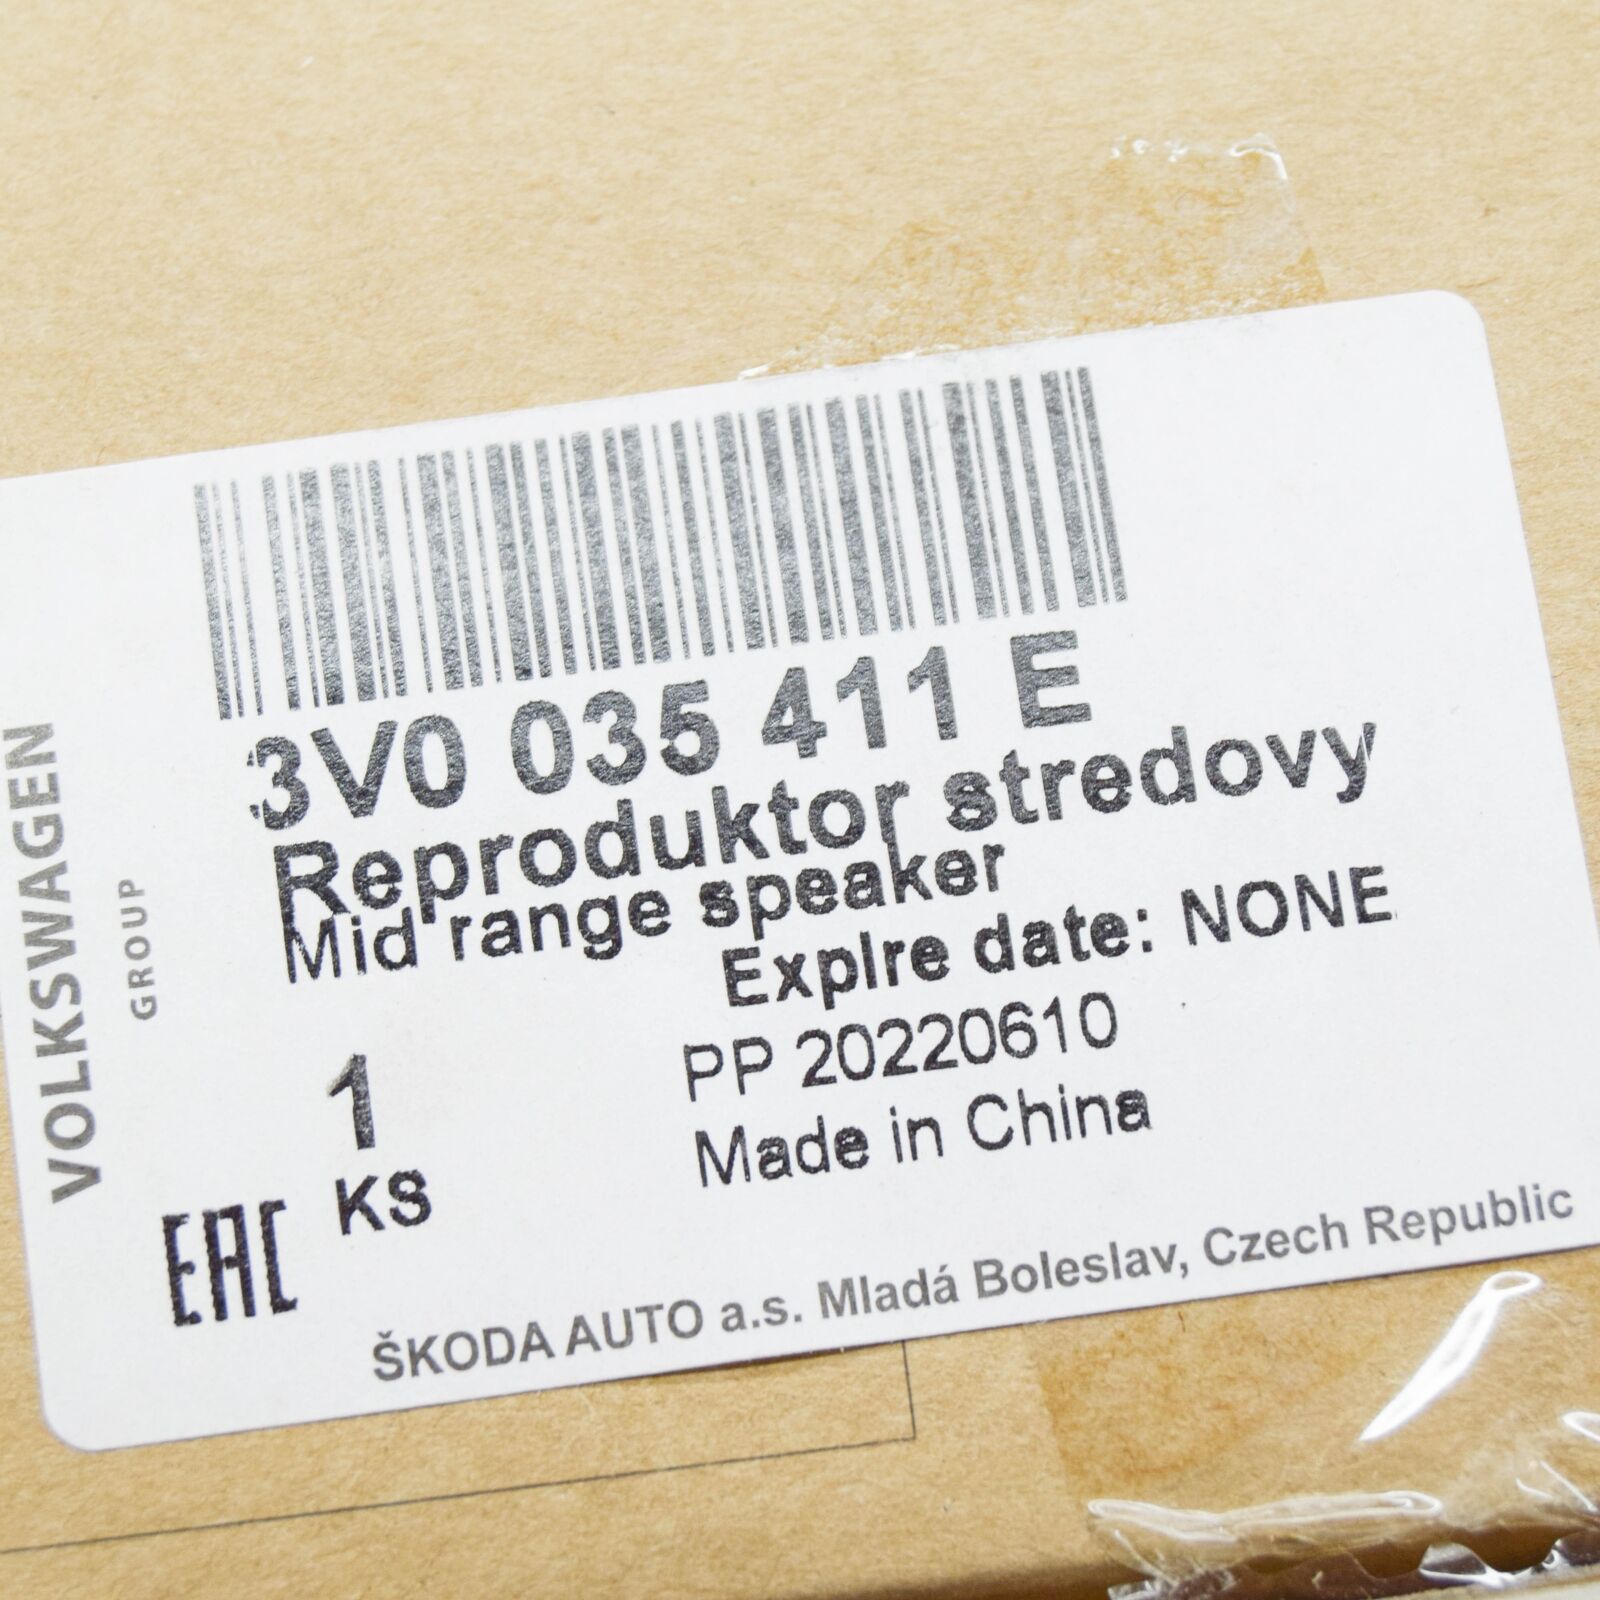 VOLKSWAGEN
GROUP
3V0 035 411 E
Reproduktor stredovy
Mid range speaker
Expire date: NONE
1
PP 20220610
KS
Made in China
EAC
ŠKODA AUTO a.s. Mladá Boleslav, Czech Republic